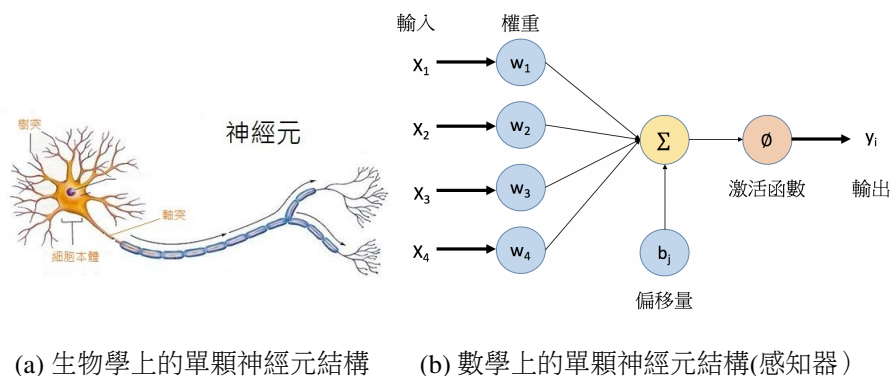 樹突
神經元
軸突
細胞本體
輸入
權重
X1
w1
X2
w2
X3
w3
X4
w4
Σ
Ø
yi
激活函數
輸出
bj
偏移量
(a) 生物學上的單顆神經元結構
(b) 數學上的單顆神經元結構(感知器）